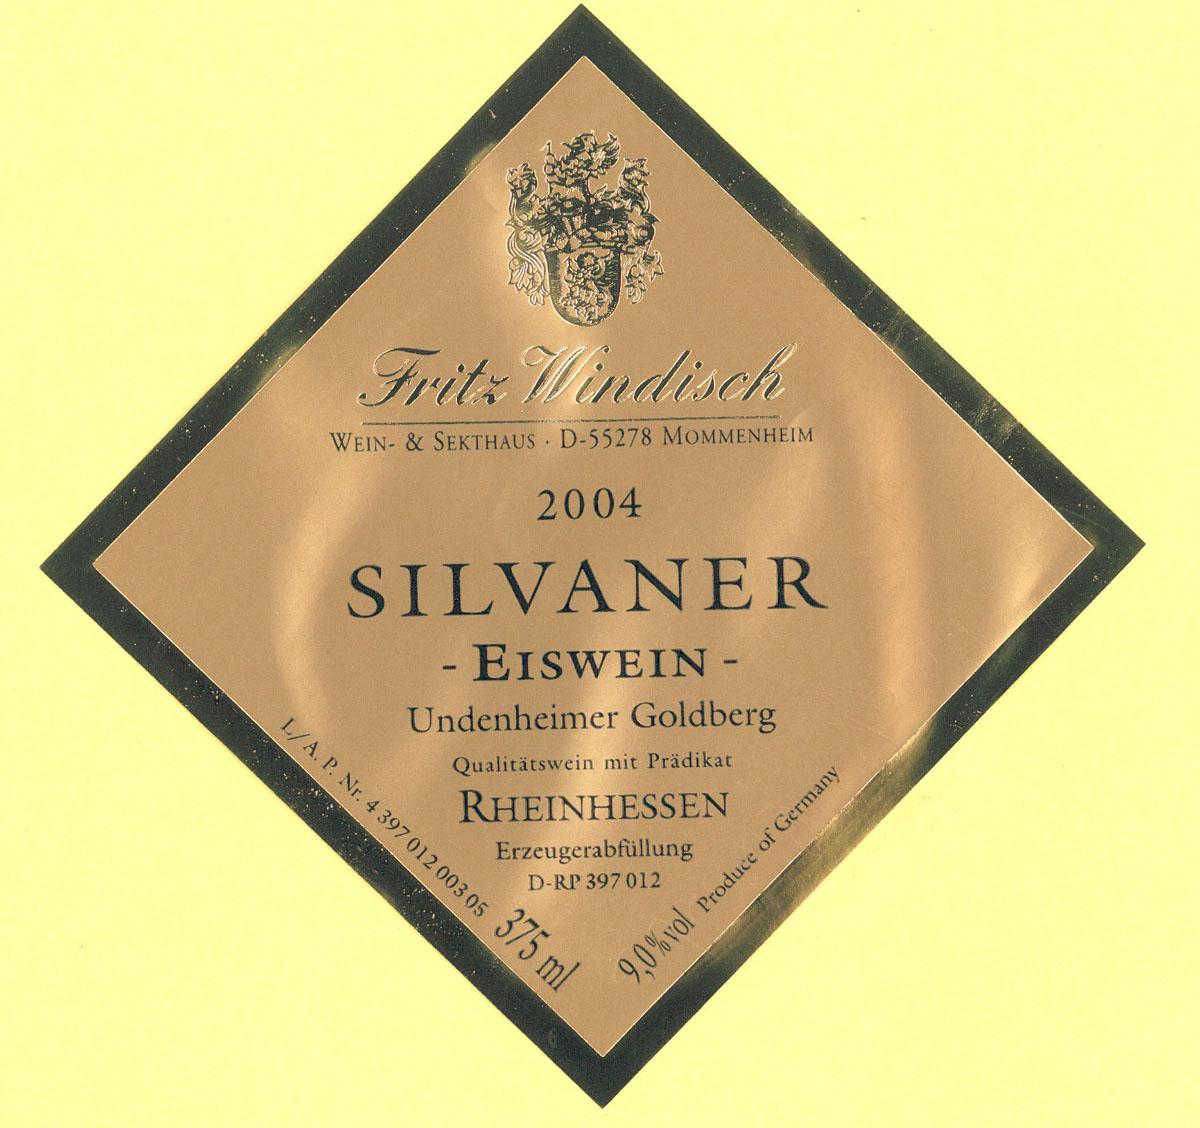 Fritz Windisch
WEIN- & SEKTHAUS · D-55278 MOMMENHEIM
2004
SILVANER
- EISWEIN -
Undenheimer Goldberg
Qualitätswein mit Prädikat
RHEINHESSEN
Erzeugerabfüllung
D-RP 397 012
L/A. P. Nr. 4 397 012 003 05
375 ml
9,0%vol
Produce of Germany